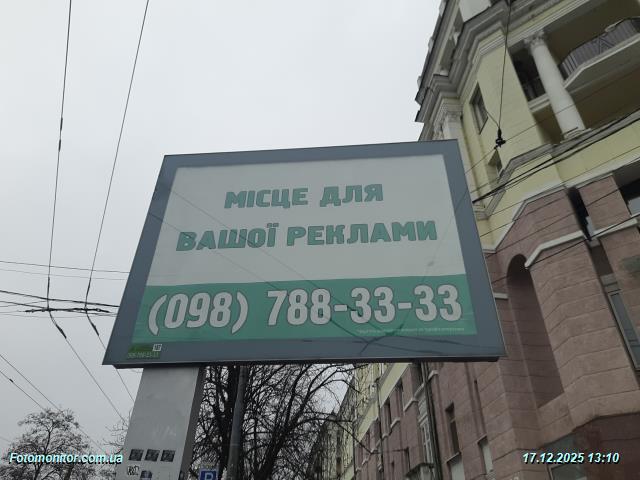 МІСЦЕ ДЛЯ
ВАШОЇ РЕКЛАМИ
(098) 788-33-33
Fotomonitor.com.ua
17.12.2025 13:10